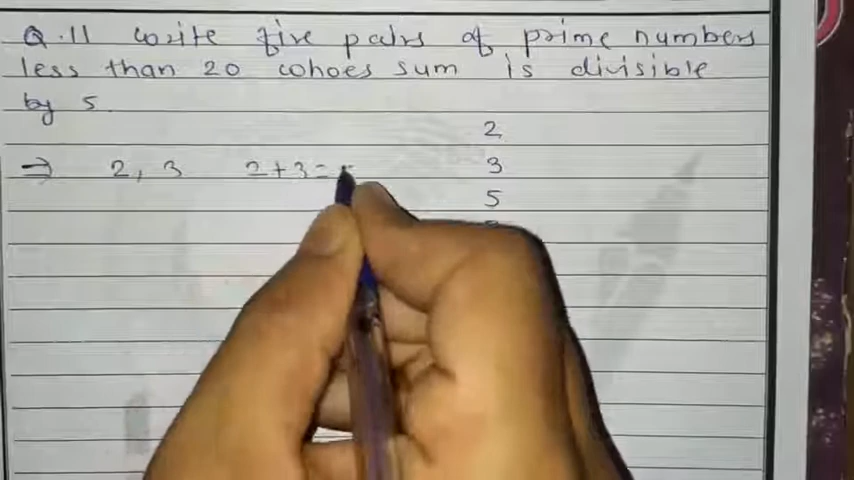 Q.11 write five pairs of prime numbers
less than 20 whoes sum is divisible
by 5
⇒ 2, 3 2+3=
2
3
5